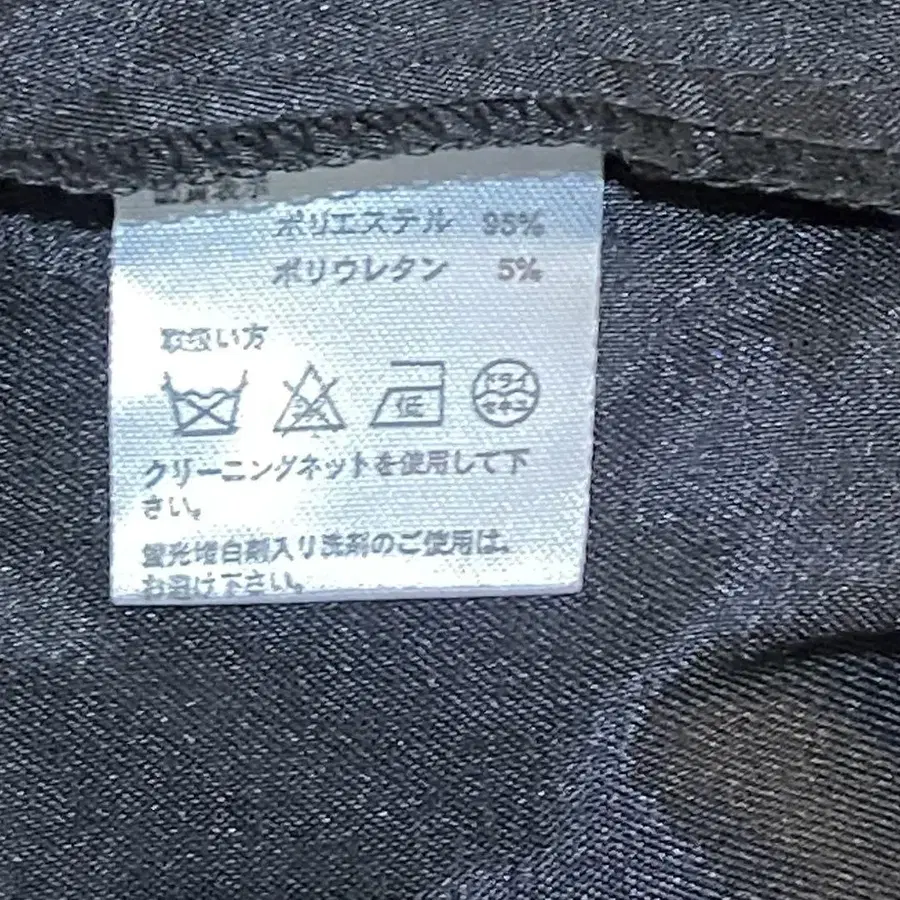 ポリエステル 95%
ポリウレタン 5%
取扱い方
低
ドライ
クリーニングネットを使用して下
さい。
蛍光増白剤入り洗剤のご使用は、
お避け下さい。